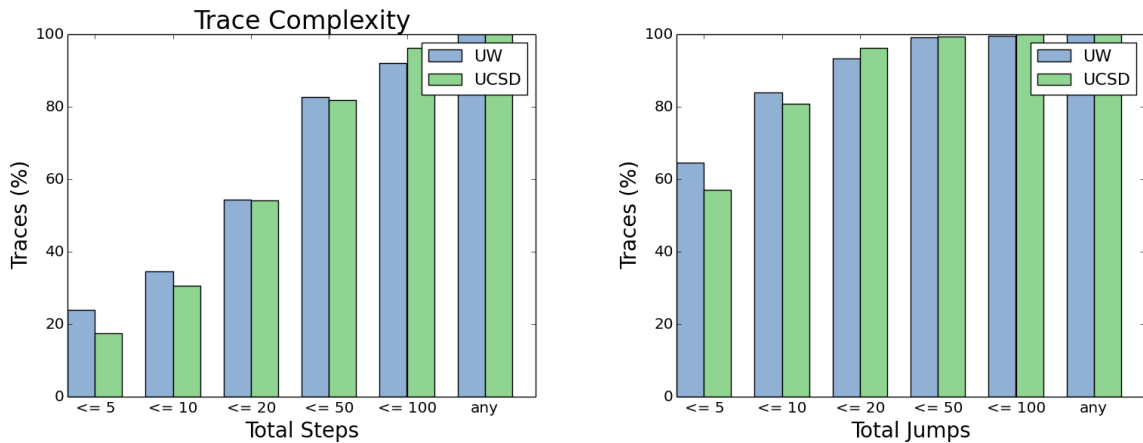 Trace Complexity
100
80
60
40
20
0
Traces (%)
UW
UCSD
<= 5 <= 10 <= 20 <= 50 <= 100 any
Total Steps
100
80
60
40
20
0
Traces (%)
UW
UCSD
<= 5 <= 10 <= 20 <= 50 <= 100 any
Total Jumps